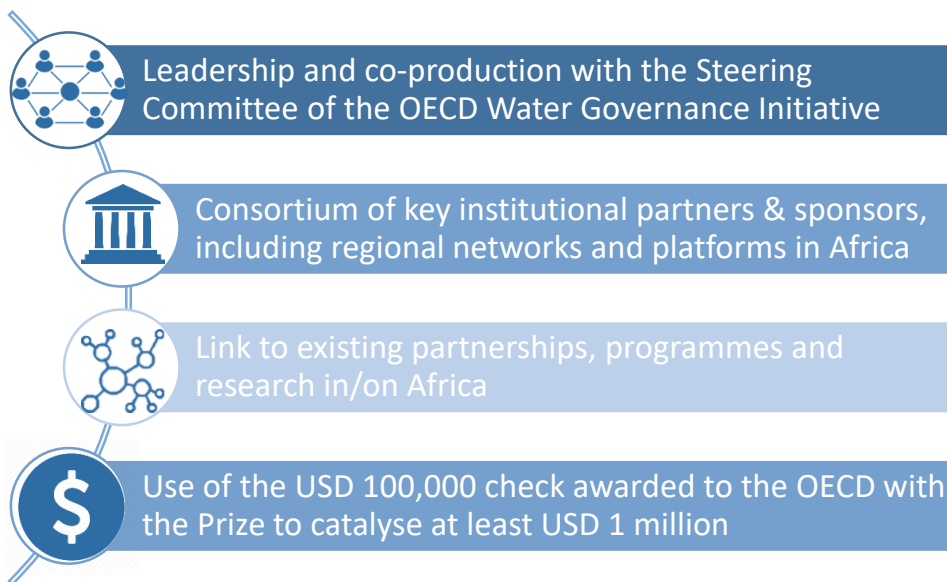 Leadership and co-production with the Steering
Committee of the OECD Water Governance Initiative
Consortium of key institutional partners & sponsors,
including regional networks and platforms in Africa
Link to existing partnerships, programmes and
research in/on Africa
$
Use of the USD 100,000 check awarded to the OECD with
the Prize to catalyse at least USD 1 million